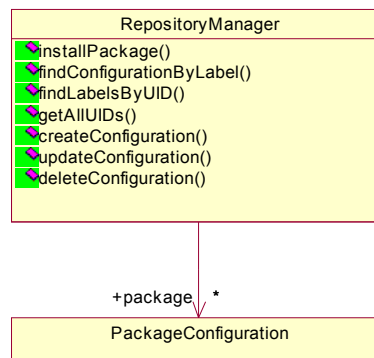 RepositoryManager
installPackage()
findConfigurationByLabel()
findLabelsByUID()
getAllUIDs()
createConfiguration()
updateConfiguration()
deleteConfiguration()
+package *
PackageConfiguration